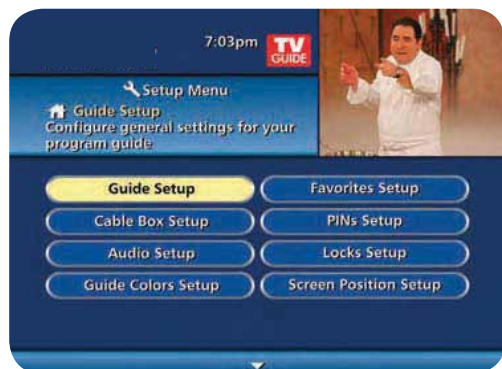 7:03pm
TV
GUIDE
Setup Menu
Guide Setup
Configure general settings for your
program guide
Guide Setup
Favorites Setup
Cable Box Setup
PINs Setup
Audio Setup
Locks Setup
Guide Colors Setup
Screen Position Setup